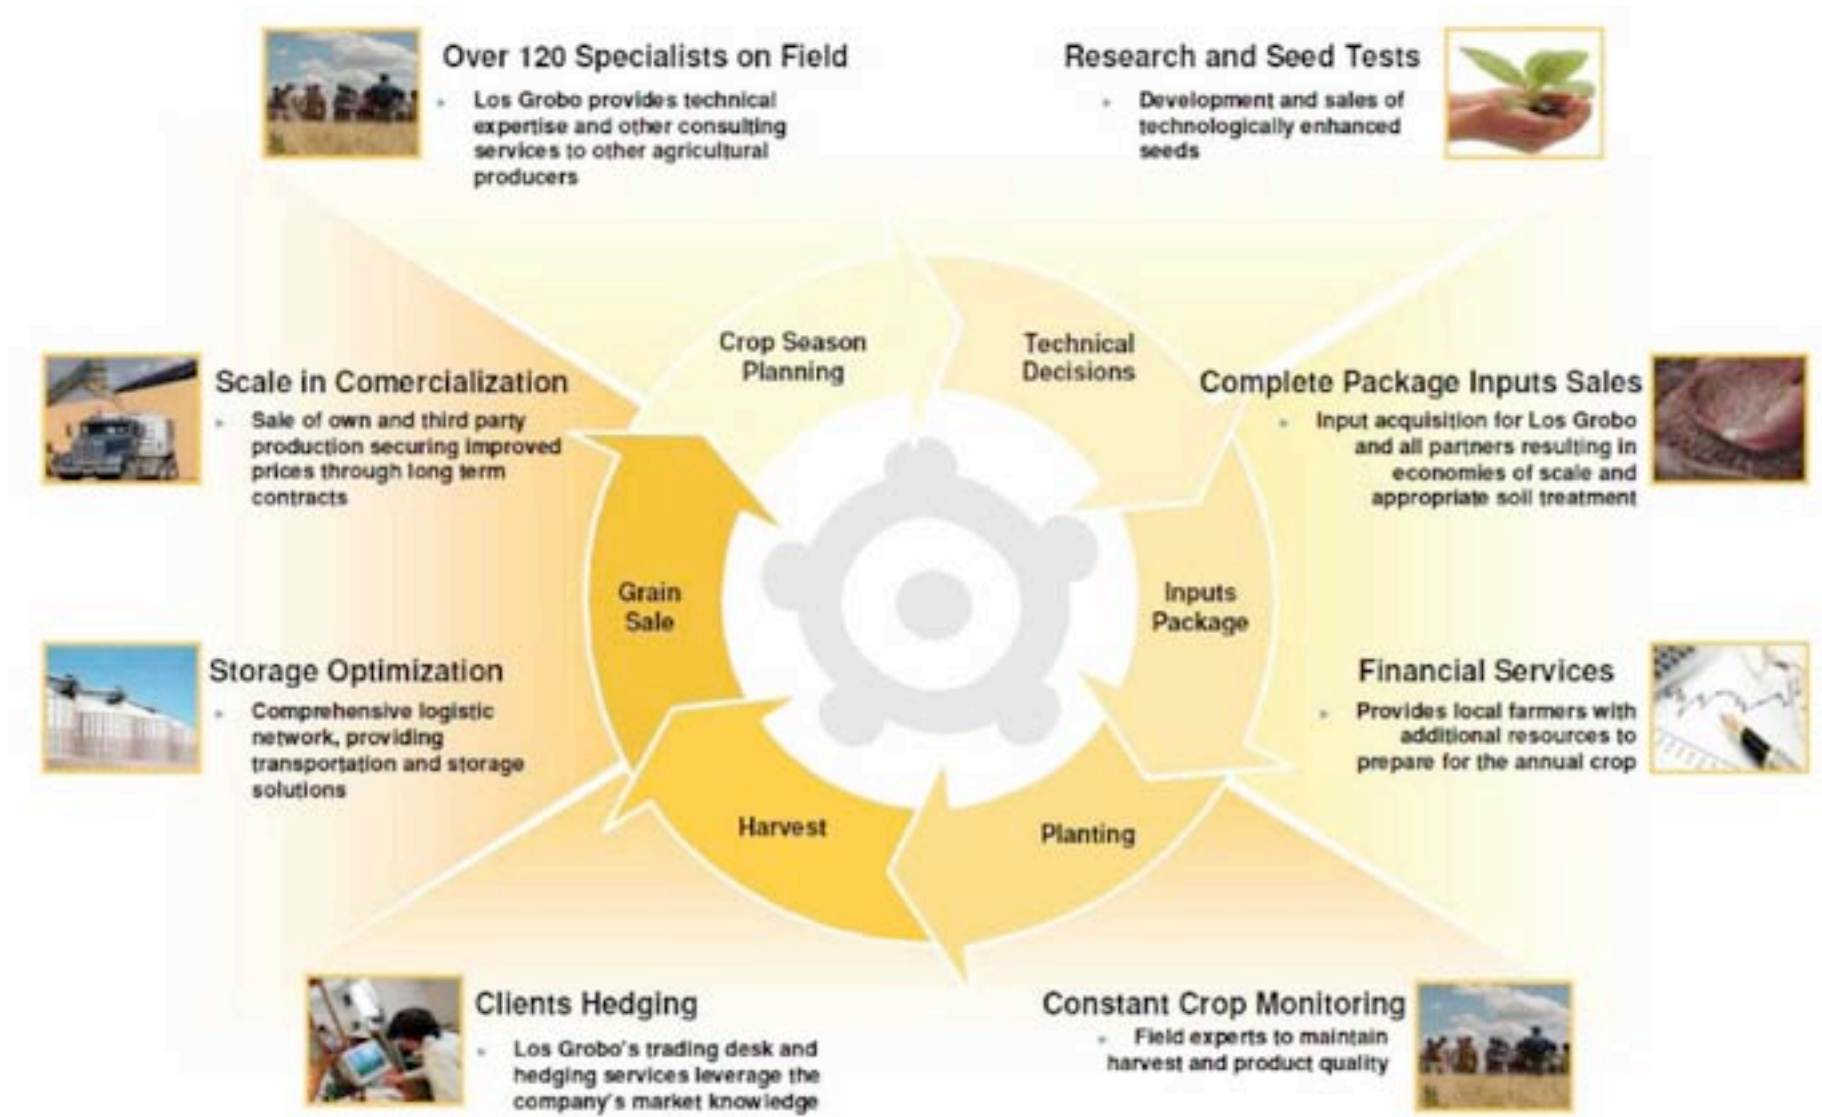 Over 120 Specialists on Field
Los Grobo provides technical
expertise and other consulting
services to other agricultural
producers
Research and Seed Tests
Development and sales of
technologically enhanced
seeds
Crop Season
Planning
Technical
Decisions
Scale in Comercialization
Sale of own and third party
production securing improved
prices through long term
contracts
Complete Package Inputs Sales
Input acquisition for Los Grobo
and all partners resulting in
economies of scale and
appropriate soil treatment
Grain
Sale
Inputs
Package
Storage Optimization
Comprehensive logistic
network, providing
transportation and storage
solutions
Financial Services
Provides local farmers with
additional resources to
prepare for the annual crop
Harvest
Planting
Clients Hedging
Los Grobo's trading desk and
hedging services leverage the
company's market knowledge
Constant Crop Monitoring
Field experts to maintain
harvest and product quality